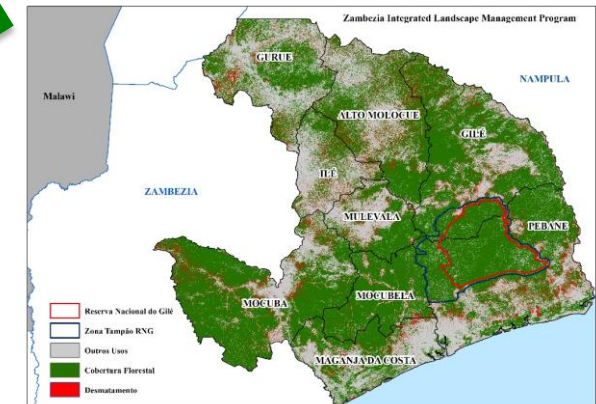 Zambezia Integrated Landscape Management Program
GURUE
NAMPULA
Malawi
ALTO MOLOCUE
GILÉ
ILÉ
ZAMBEZIA
MULEVALA
PEBANE
MOCUBA
MOCUBELA
MAGANJA DA COSTA
Reserva Nacional do Gilé
Zona Tampão RNG
Outros Usos
Cobertura Florestal
Desmatamento